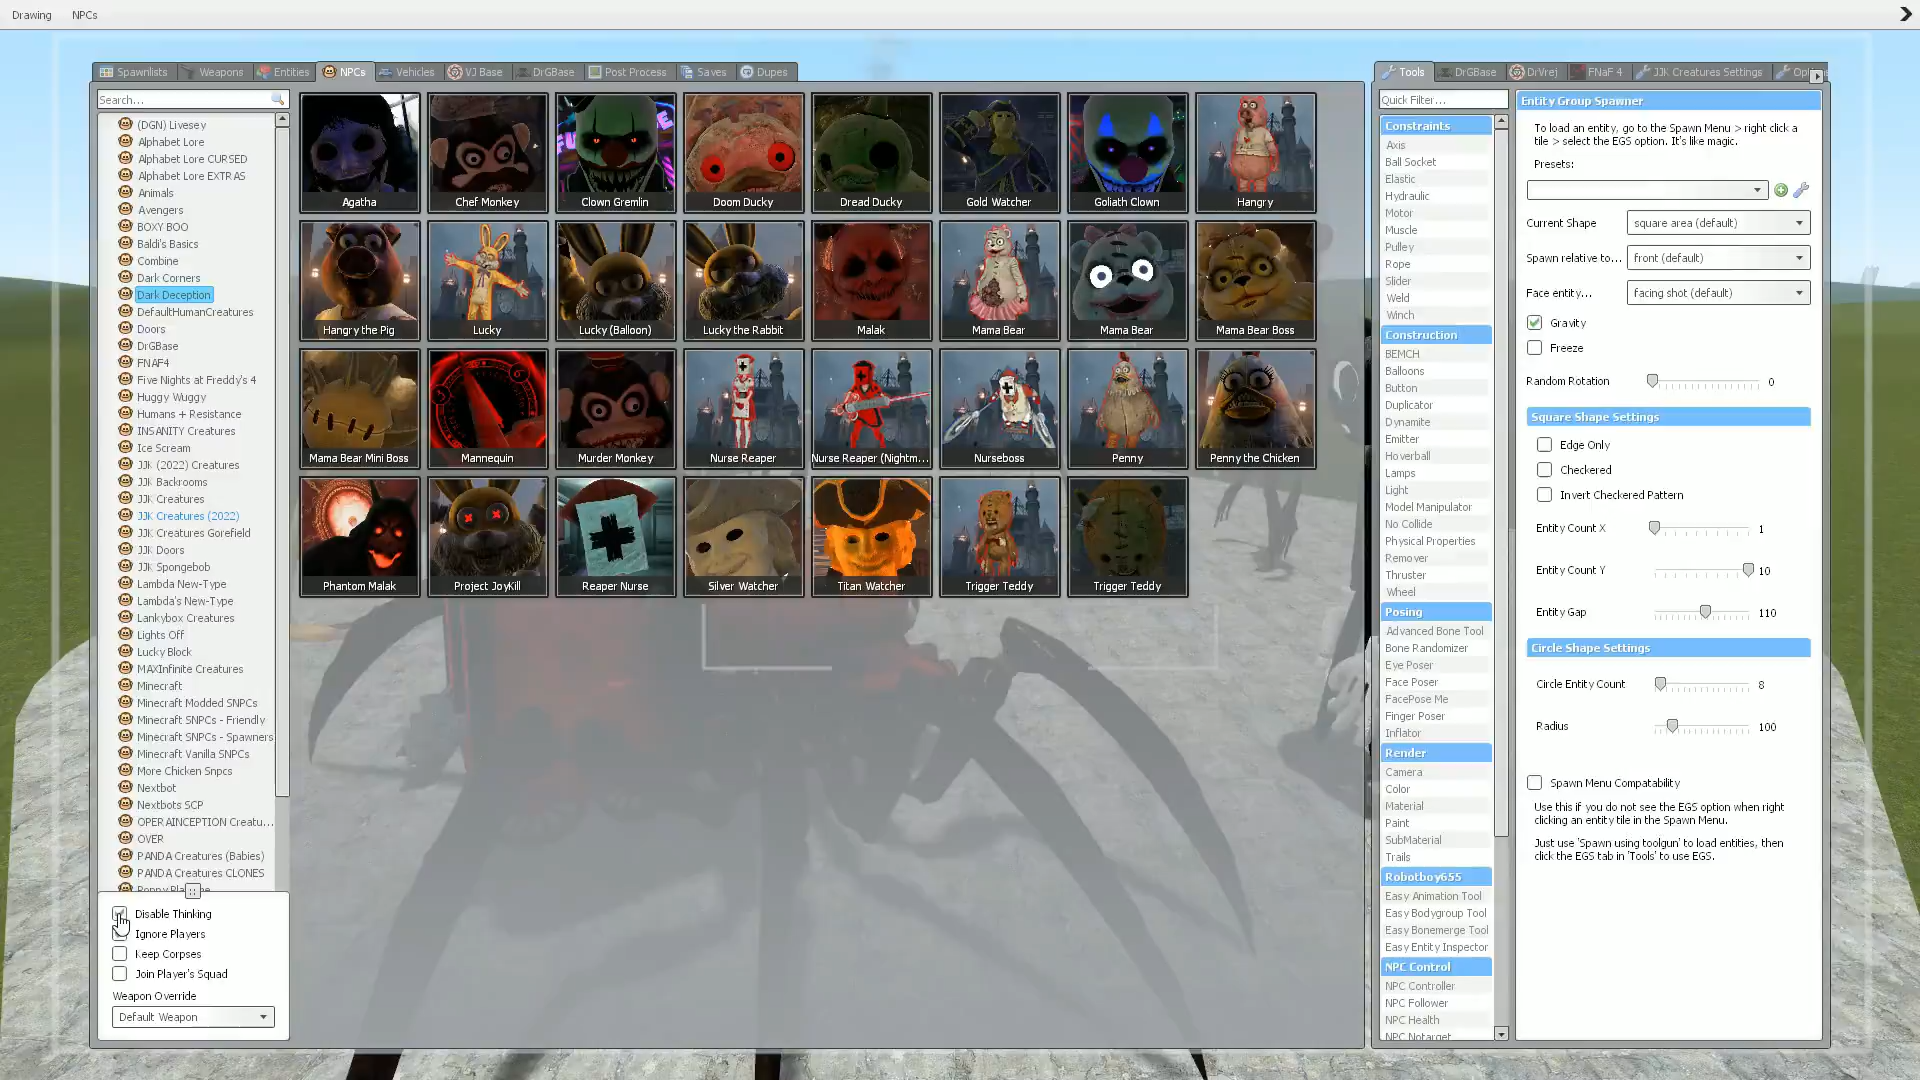 Drawing NPCs
Spawnlists Weapons Entities NPCs Vehicles VJ Base DrGBase Post Process Saves Dupes
Search...
(DGN) Livesey
Alphabet Lore
Alphabet Lore CURSED
Alphabet Lore EXTRAS
Animals
Avengers
BOXY BOO
Baldi's Basics
Combine
Dark Corners
Dark Deception
DefaultHumanCreatures
Doors
DrGBase
FNAF4
Five Nights at Freddy's 4
Huggy Wuggy
Humans + Resistance
INSANITY Creatures
Ice Scream
JJK (2022) Creatures
JJK Backrooms
JJK Creatures
JJK Creatures (2022)
JJK Creatures Gorefield
JJK Doors
JJK Spongebob
Lambda New-Type
Lambda's New-Type
Lankybox Creatures
Lights Off
Lucky Block
MAXInfinite Creatures
Minecraft
Minecraft Modded SNPCs
Minecraft SNPCs - Friendly
Minecraft SNPCs - Spawners
Minecraft Vanilla SNPCs
More Chicken Snpcs
Nextbot
Nextbots SCP
OPERAINCEPTION Creatu...
OVER
PANDA Creatures (Babies)
PANDA Creatures CLONES
Disable Thinking
Ignore Players
Keep Corpses
Join Player's Squad
Weapon Override
Default Weapon
Agatha Chef Monkey Clown Gremlin Doom Ducky Dread Ducky Gold Watcher Goliath Clown Hangry
Hangry the Pig Lucky Lucky (Balloon) Lucky the Rabbit Malak Mama Bear Mama Bear Mama Bear Boss
Mama Bear Mini Boss Mannequin Murder Monkey Nurse Reaper Nurse Reaper (Nightm... Nurseboss Penny Penny the Chicken
Phantom Malak Project JoyKill Reaper Nurse Silver Watcher Titan Watcher Trigger Teddy Trigger Teddy
Tools DrGBase DrVrej FNaF 4 JJK Creatures Settings
Quick Filter...
Constraints
Axis
Ball Socket
Elastic
Hydraulic
Motor
Muscle
Pulley
Rope
Slider
Weld
Winch
Construction
BEMCH
Balloons
Button
Duplicator
Dynamite
Emitter
Hoverball
Lamps
Light
Model Manipulator
No Collide
Physical Properties
Remover
Thruster
Wheel
Posing
Advanced Bone Tool
Bone Randomizer
Eye Poser
Face Poser
FacePose Me
Finger Poser
Inflator
Render
Camera
Color
Material
Paint
SubMaterial
Trails
Robotboy655
Easy Animation Tool
Easy Bodygroup Tool
Easy Bonemerge Tool
Easy Entity Inspector
NPC Control
NPC Controller
NPC Follower
NPC Health
NPC Notarget
Entity Group Spawner
To load an entity, go to the Spawn Menu > right click a
tile > select the EGS option. It's like magic.
Presets:
Current Shape square area (default)
Spawn relative to... front (default)
Face entity... facing shot (default)
Gravity
Freeze
Random Rotation 0
Square Shape Settings
Edge Only
Checkered
Invert Checkered Pattern
Entity Count X 1
Entity Count Y 10
Entity Gap 110
Circle Shape Settings
Circle Entity Count 8
Radius 100
Spawn Menu Compatability
Use this if you do not see the EGS option when right
clicking an entity tile in the Spawn Menu.
Just use 'Spawn using toolgun' to load entities, then
click the EGS tab in 'Tools' to use EGS.